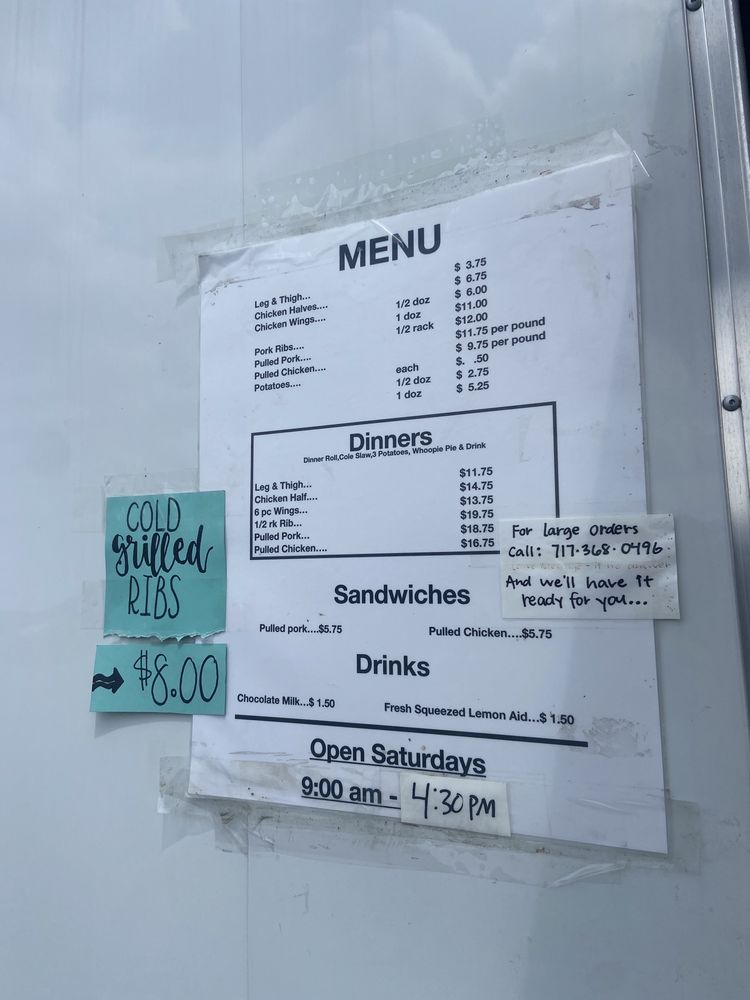 MENU
Leg & Thigh... $ 3.75
Chicken Halves.... $ 6.75
Chicken Wings.... 1/2 doz $ 6.00
1 doz $11.00
Pork Ribs.... 1/2 rack $12.00
Pulled Pork.... $11.75 per pound
Pulled Chicken.... $ 9.75 per pound
Potatoes.... each $. .50
1/2 doz $ 2.75
1 doz $ 5.25
Dinners
Dinner Roll,Cole Slaw,3 Potatoes, Whoopie Pie & Drink
Leg & Thigh... $11.75
Chicken Half.... $14.75
6 pc Wings... $13.75
1/2 rk Rib... $19.75
Pulled Pork... $18.75
Pulled Chicken.... $16.75
COLD
grilled
RIBS
$8.00
For large orders
Call: 717·368·0496
And we'll have it
ready for you...
Sandwiches
Pulled pork....$5.75 Pulled Chicken....$5.75
Drinks
Chocolate Milk...$ 1.50 Fresh Squeezed Lemon Aid...$ 1.50
Open Saturdays
9:00 am - 4:30 PM